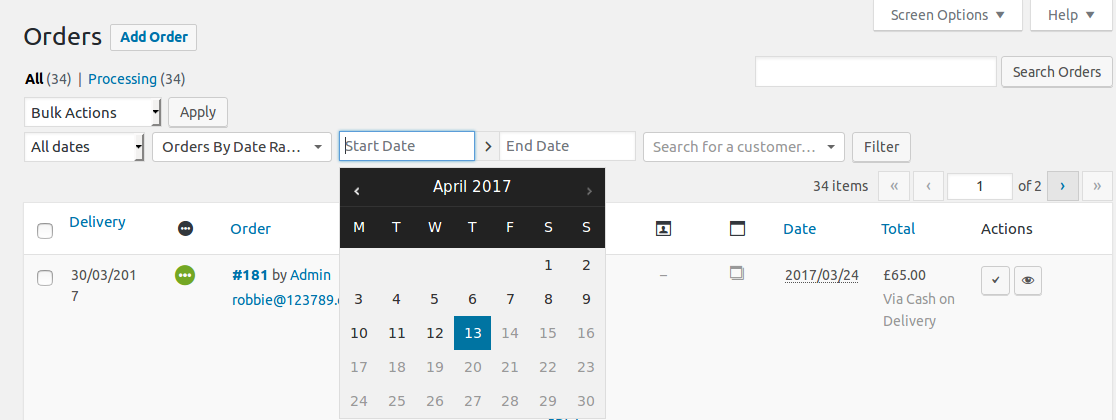 Screen Options ▼ Help ▼
Orders Add Order
All (34) | Processing (34)
Search Orders
Bulk Actions Apply
All dates Orders By Date Ra... Start Date > End Date Search for a customer... Filter
34 items « ‹ 1 of 2 › »
‹ April 2017 ›
M T W T F S S
1 2
3 4 5 6 7 8 9
10 11 12 13 14 15 16
17 18 19 20 21 22 23
24 25 26 27 28 29 30
Delivery Order Date Total Actions
30/03/201
7
#181 by Admin
robbie@123789.
– 2017/03/24 £65.00
Via Cash on
Delivery